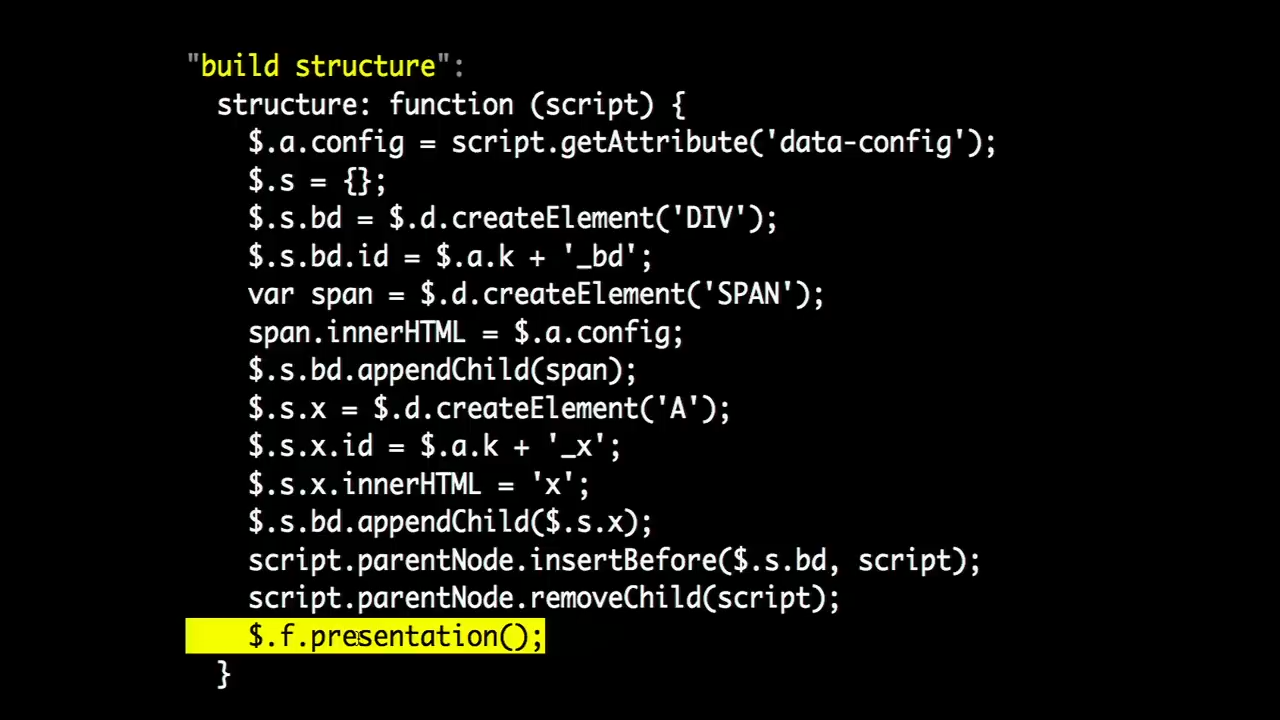 "build structure":
structure: function (script) {
$.a.config = script.getAttribute('data-config');
$.s = {};
$.s.bd = $.d.createElement('DIV');
$.s.bd.id = $.a.k + '_bd';
var span = $.d.createElement('SPAN');
span.innerHTML = $.a.config;
$.s.bd.appendChild(span);
$.s.x = $.d.createElement('A');
$.s.x.id = $.a.k + '_x';
$.s.x.innerHTML = 'x';
$.s.bd.appendChild($.s.x);
script.parentNode.insertBefore($.s.bd, script);
script.parentNode.removeChild(script);
$.f.presentation();
}